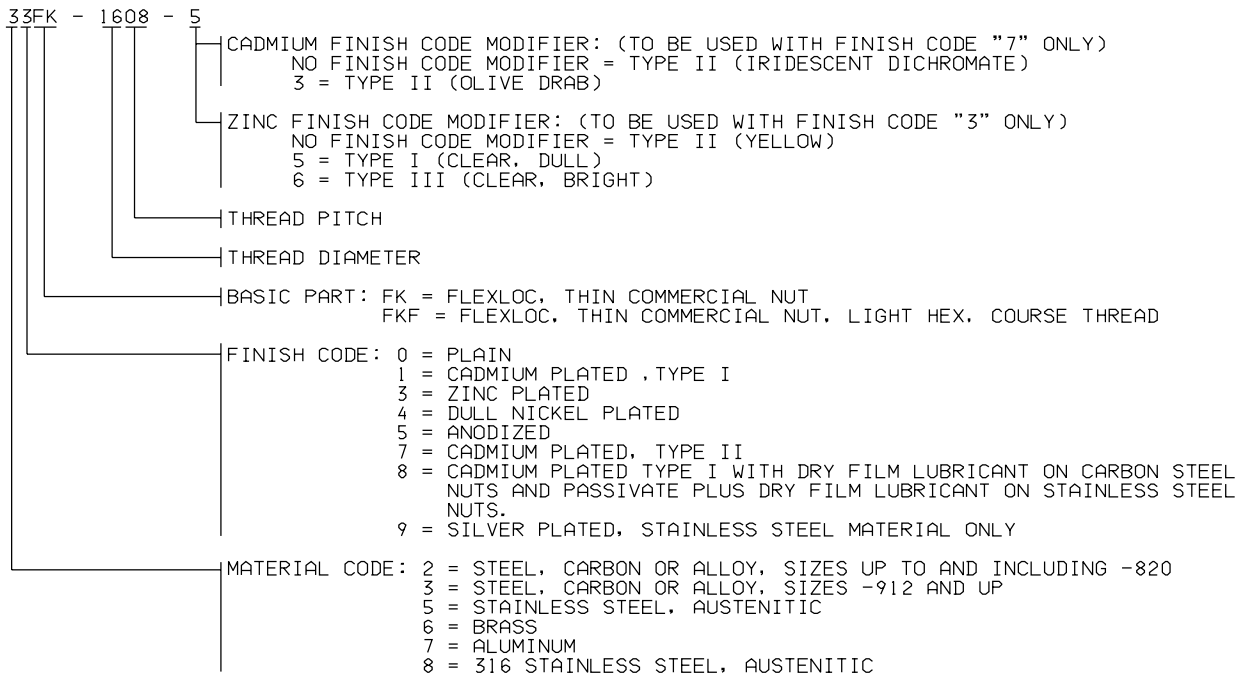 33FK - 1608 - 5
CADMIUM FINISH CODE MODIFIER: (TO BE USED WITH FINISH CODE "7" ONLY)
NO FINISH CODE MODIFIER = TYPE II (IRIDESCENT DICHROMATE)
3 = TYPE II (OLIVE DRAB)
ZINC FINISH CODE MODIFIER: (TO BE USED WITH FINISH CODE "3" ONLY)
NO FINISH CODE MODIFIER = TYPE II (YELLOW)
5 = TYPE I (CLEAR, DULL)
6 = TYPE III (CLEAR, BRIGHT)
THREAD PITCH
THREAD DIAMETER
BASIC PART: FK = FLEXLOC, THIN COMMERCIAL NUT
FKF = FLEXLOC, THIN COMMERCIAL NUT, LIGHT HEX, COURSE THREAD
FINISH CODE: 0 = PLAIN
1 = CADMIUM PLATED ,TYPE I
3 = ZINC PLATED
4 = DULL NICKEL PLATED
5 = ANODIZED
7 = CADMIUM PLATED, TYPE II
8 = CADMIUM PLATED TYPE I WITH DRY FILM LUBRICANT ON CARBON STEEL
NUTS AND PASSIVATE PLUS DRY FILM LUBRICANT ON STAINLESS STEEL
NUTS.
9 = SILVER PLATED, STAINLESS STEEL MATERIAL ONLY
MATERIAL CODE: 2 = STEEL, CARBON OR ALLOY, SIZES UP TO AND INCLUDING -820
3 = STEEL, CARBON OR ALLOY, SIZES -912 AND UP
5 = STAINLESS STEEL, AUSTENITIC
6 = BRASS
7 = ALUMINUM
8 = 316 STAINLESS STEEL, AUSTENITIC